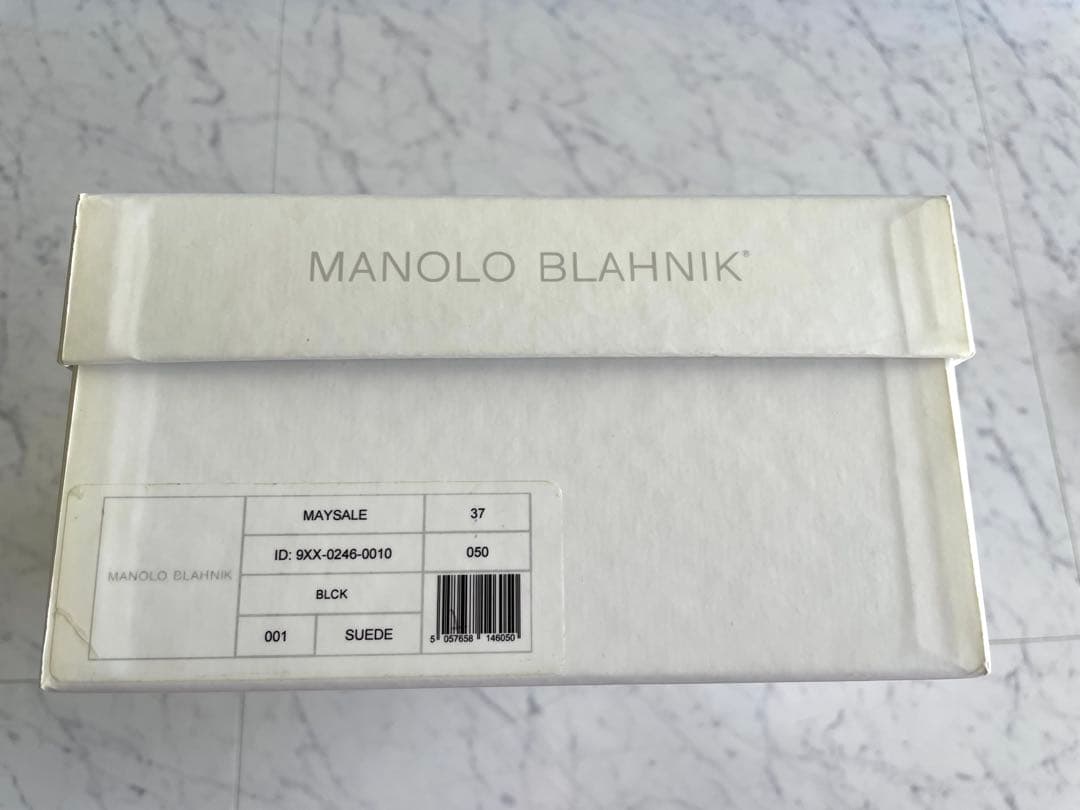 MANOLO BLAHNIK®
MANOLO BLAHNIK
MAYSALE
37
ID: 9XX-0246-0010
050
BLCK
001
SUEDE
5 057658 146050